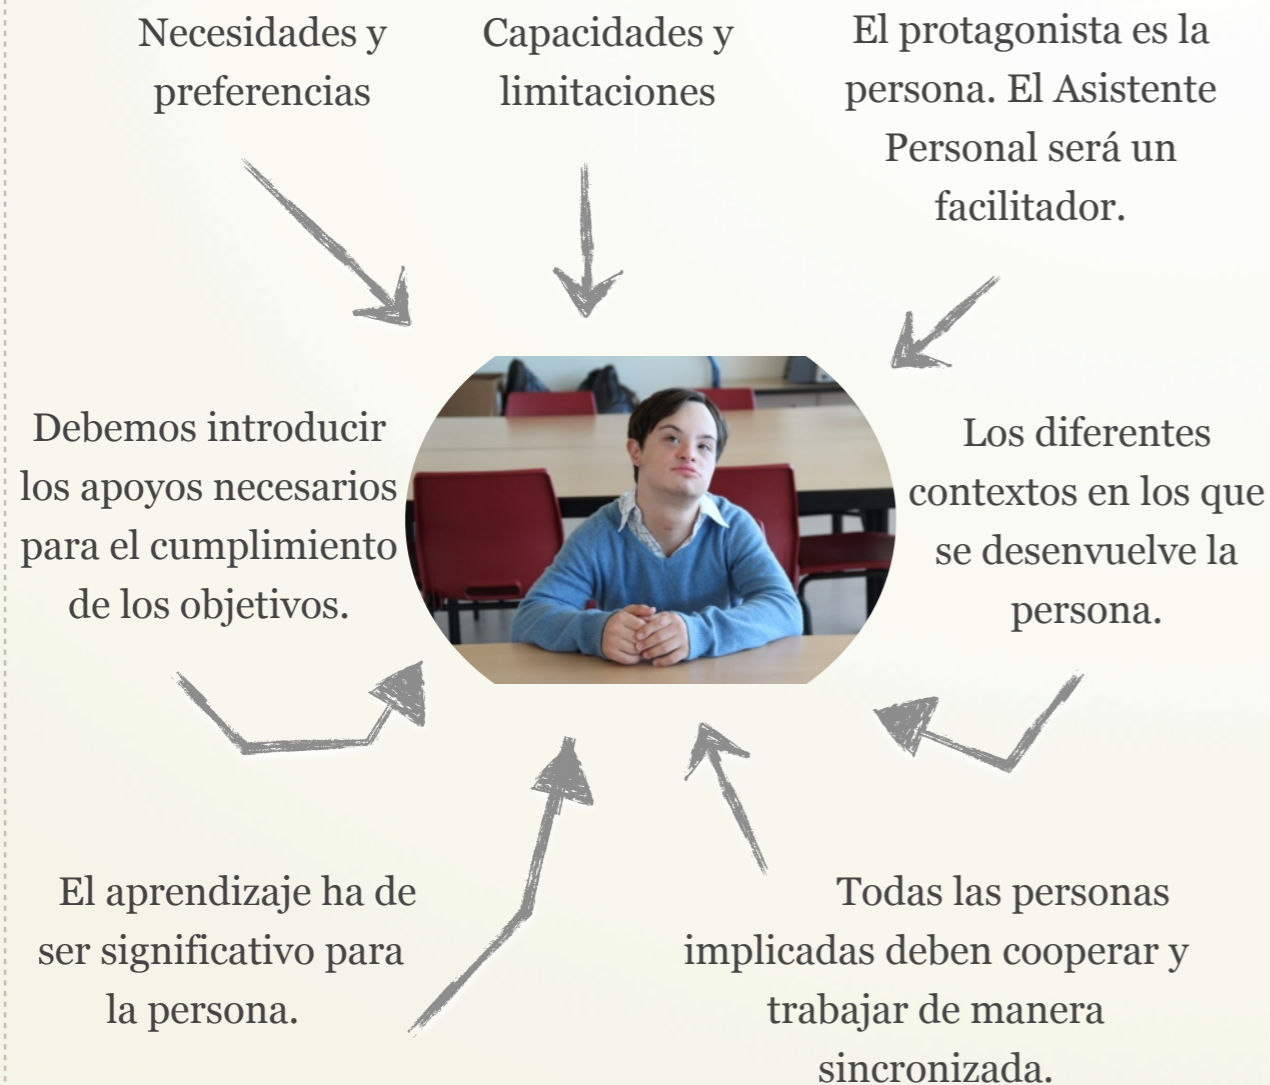 Necesidades y
preferencias
Capacidades y
limitaciones
El protagonista es la
persona. El Asistente
Personal será un
facilitador.
Debemos introducir
los apoyos necesarios
para el cumplimiento
de los objetivos.
Los diferentes
contextos en los que
se desenvuelve la
persona.
El aprendizaje ha de
ser significativo para
la persona.
Todas las personas
implicadas deben cooperar y
trabajar de manera
sincronizada.